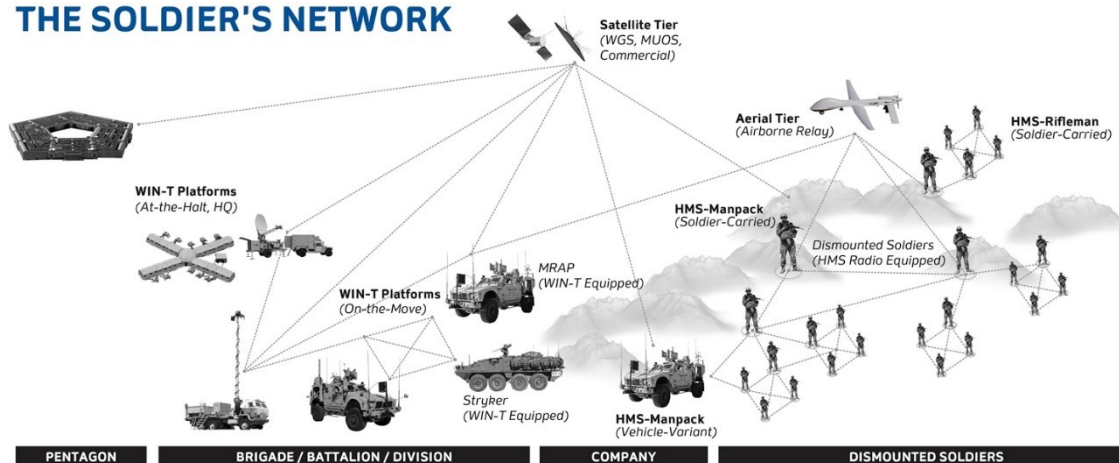 THE SOLDIER'S NETWORK
Satellite Tier
(WGS, MUOS,
Commercial)
Aerial Tier
(Airborne Relay)
HMS-Rifleman
(Soldier-Carried)
WIN-T Platforms
(At-the-Halt, HQ)
HMS-Manpack
(Soldier-Carried)
Dismounted Soldiers
(HMS Radio Equipped)
MRAP
(WIN-T Equipped)
WIN-T Platforms
(On-the-Move)
Stryker
(WIN-T Equipped)
HMS-Manpack
(Vehicle-Variant)
PENTAGON
BRIGADE / BATTALION / DIVISION
COMPANY
DISMOUNTED SOLDIERS